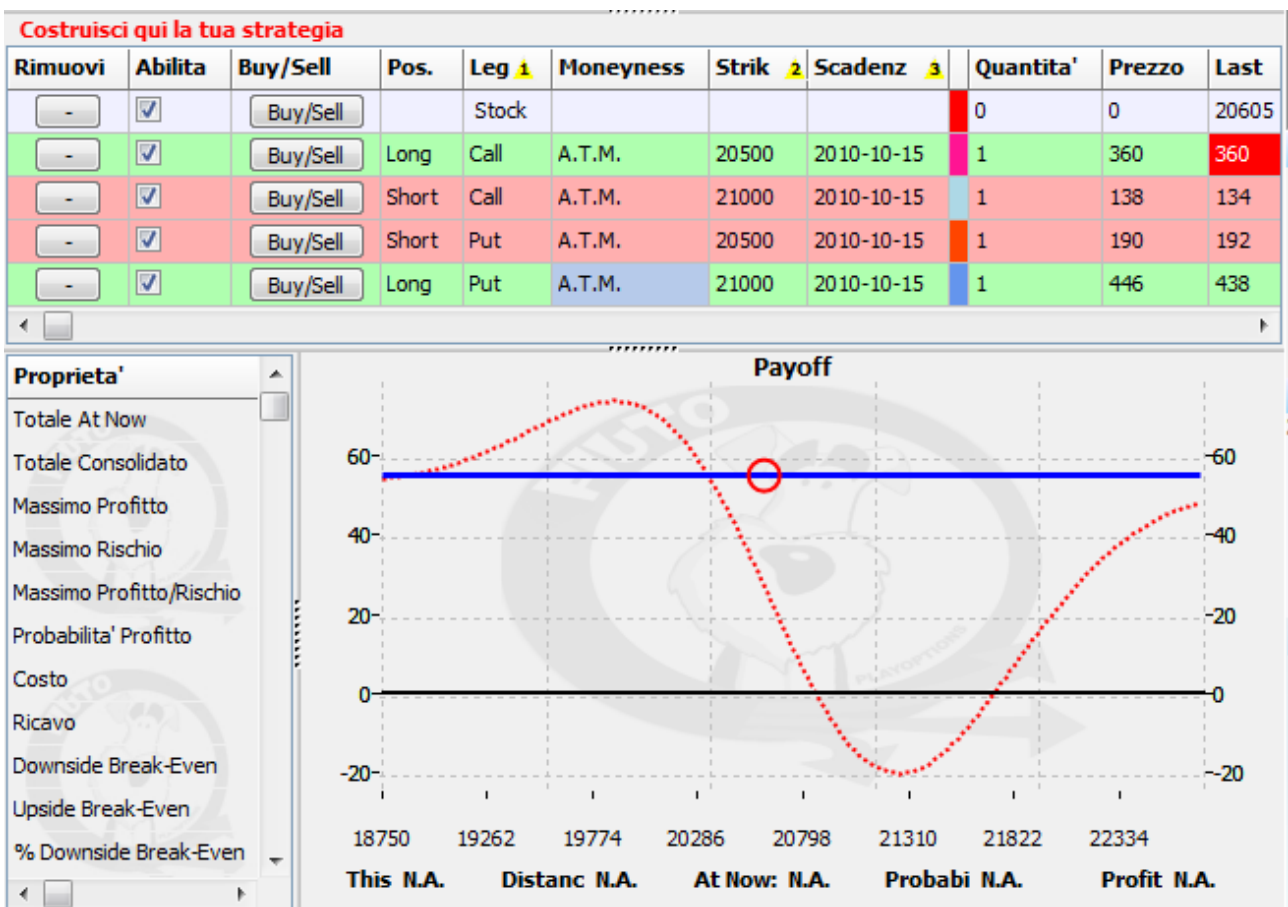 Costruisci qui la tua strategia
Rimuovi Abilita Buy/Sell Pos. Leg 1 Moneyness Strik 2 Scadenz 3 Quantita' Prezzo Last
- Buy/Sell Stock 0 0 20605
- Buy/Sell Long Call A.T.M. 20500 2010-10-15 1 360 360
- Buy/Sell Short Call A.T.M. 21000 2010-10-15 1 138 134
- Buy/Sell Short Put A.T.M. 20500 2010-10-15 1 190 192
- Buy/Sell Long Put A.T.M. 21000 2010-10-15 1 446 438
Proprieta'
Totale At Now
Totale Consolidato
Massimo Profitto
Massimo Rischio
Massimo Profitto/Rischio
Probabilita' Profitto
Costo
Ricavo
Downside Break-Even
Upside Break-Even
% Downside Break-Even
Payoff
60 60
40 40
20 20
0 0
-20 -20
PLAYOPTIONS
18750 19262 19774 20286 20798 21310 21822 22334
This N.A. Distanc N.A. At Now: N.A. Probabi N.A. Profit N.A.